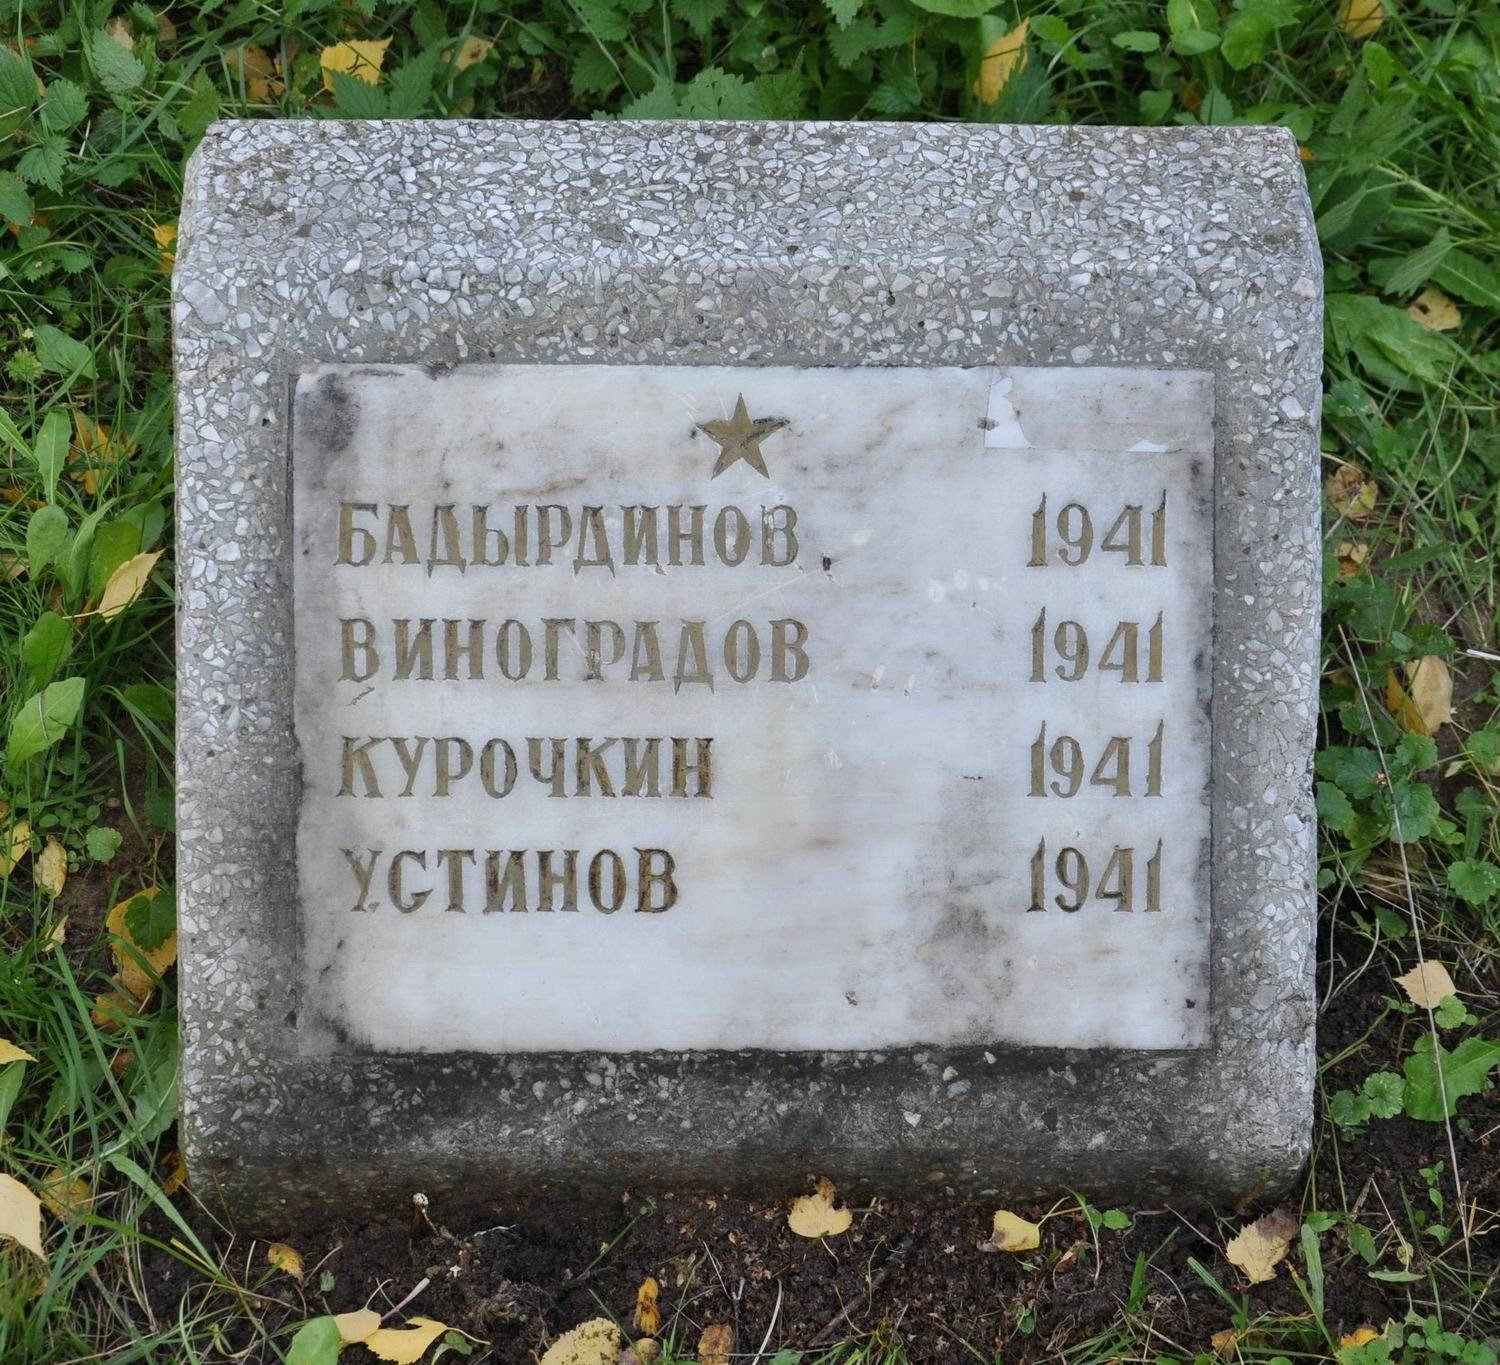 БАДЫРДИНОВ 1941
ВИНОГРАДОВ 1941
КУРОЧКИН 1941
УСТИНОВ 1941